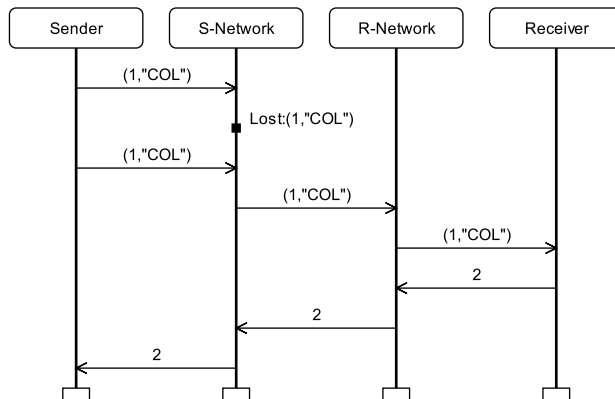 Sender
S-Network
R-Network
Receiver
(1,"COL")
Lost:(1,"COL")
(1,"COL")
(1,"COL")
(1,"COL")
2
2
2